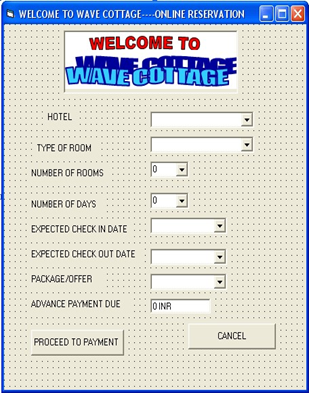 WELCOME TO WAVE COTTAGE----ONLINE RESERVATION
WELCOME TO
WAVE COTTAGE
HOTEL
TYPE OF ROOM
NUMBER OF ROOMS 0
NUMBER OF DAYS 0
EXPECTED CHECK IN DATE
EXPECTED CHECK OUT DATE
PACKAGE/OFFER
ADVANCE PAYMENT DUE 0 INR
PROCEED TO PAYMENT CANCEL